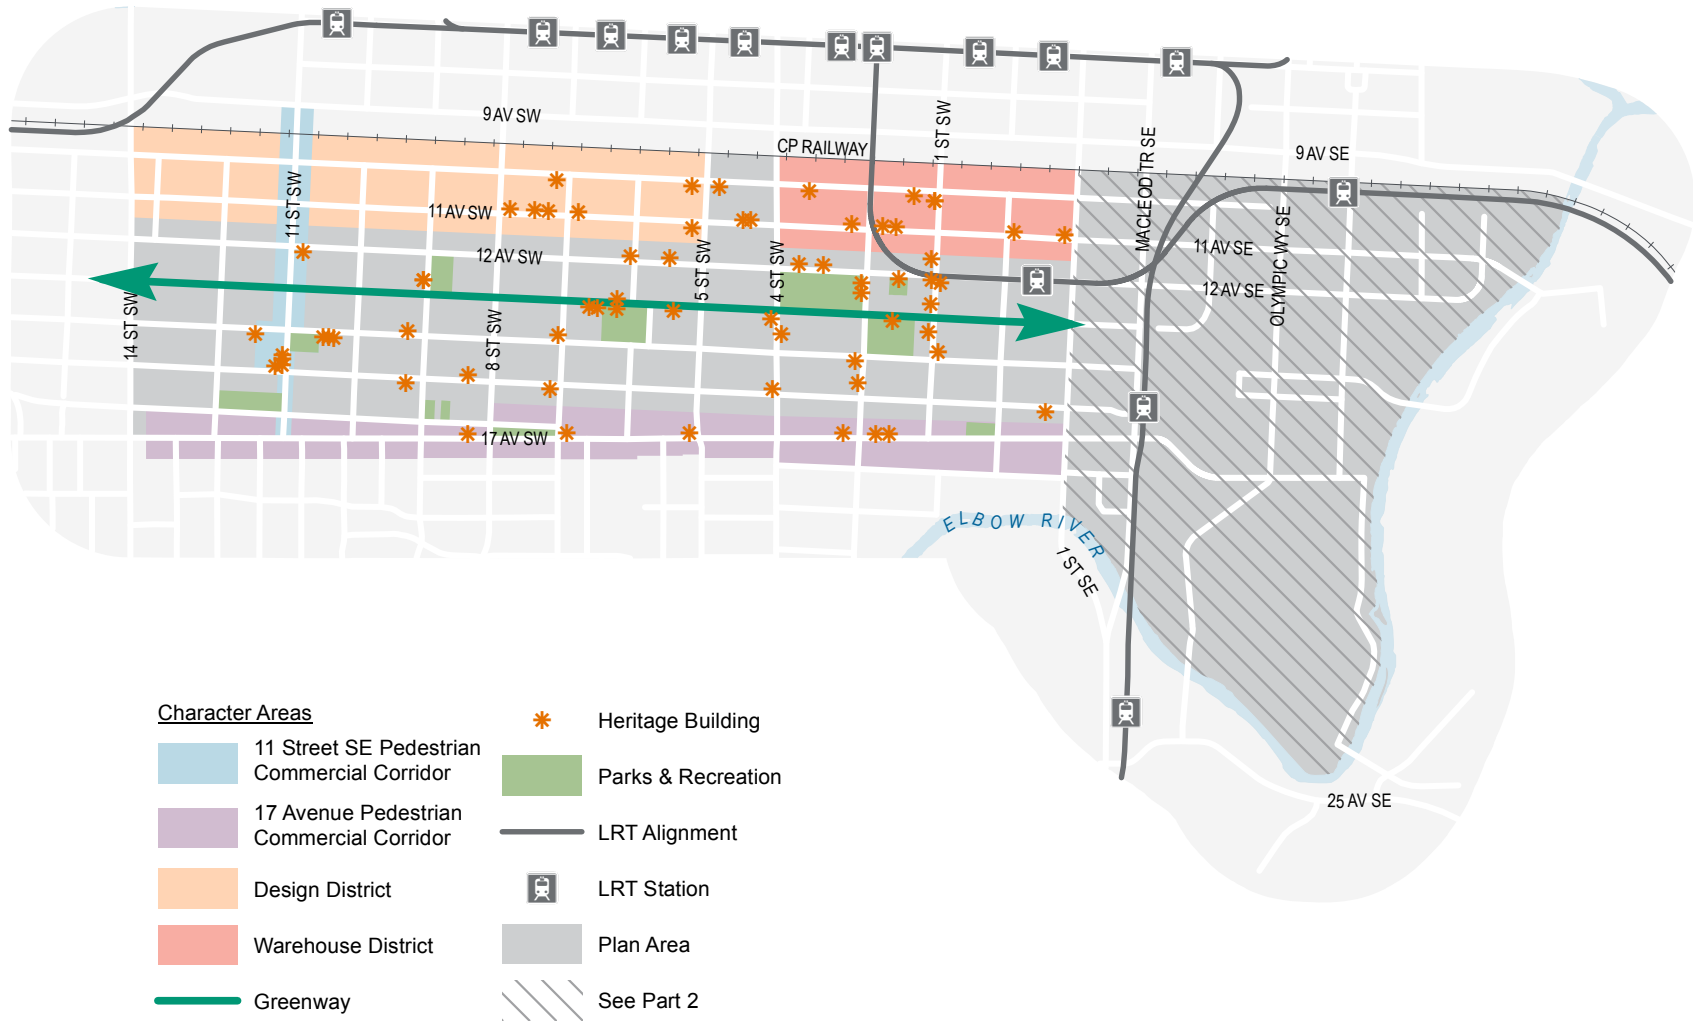 9 AV SW
CP RAILWAY
1 ST SW
MACLEOD TR SE
9 AV SE
11 ST SW
11 AV SW
12 AV SW
5 ST SW
4 ST SW
11 AV SE
12 AV SE
OLYMPIC WY SE
14 ST SW
8 ST SW
17 AV SW
ELBOW RIVER
1 ST SE
25 AV SE
Character Areas
11 Street SE Pedestrian
Commercial Corridor
17 Avenue Pedestrian
Commercial Corridor
Design District
Warehouse District
Greenway
Heritage Building
Parks & Recreation
LRT Alignment
LRT Station
Plan Area
See Part 2